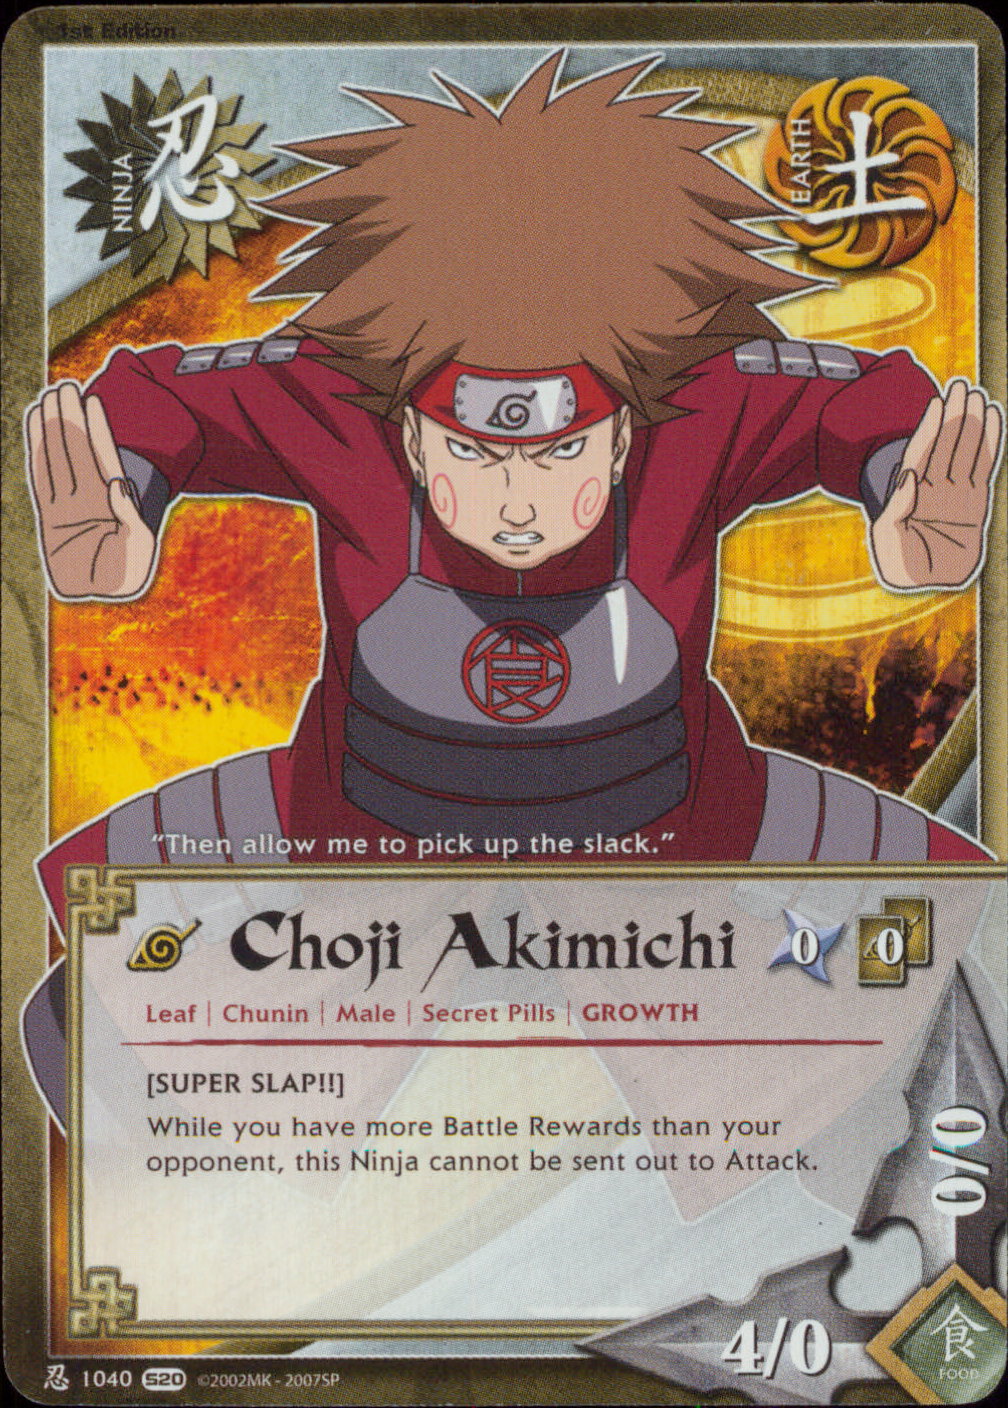 1st Edition
NINJA 忍
EARTH 土
食
"Then allow me to pick up the slack."
Choji Akimichi 0 0
Leaf | Chunin | Male | Secret Pills | GROWTH
[SUPER SLAP!!]
While you have more Battle Rewards than your
opponent, this Ninja cannot be sent out to Attack.
0/0
4/0
食
FOOD
忍 1040 S20 ©2002MK - 2007SP